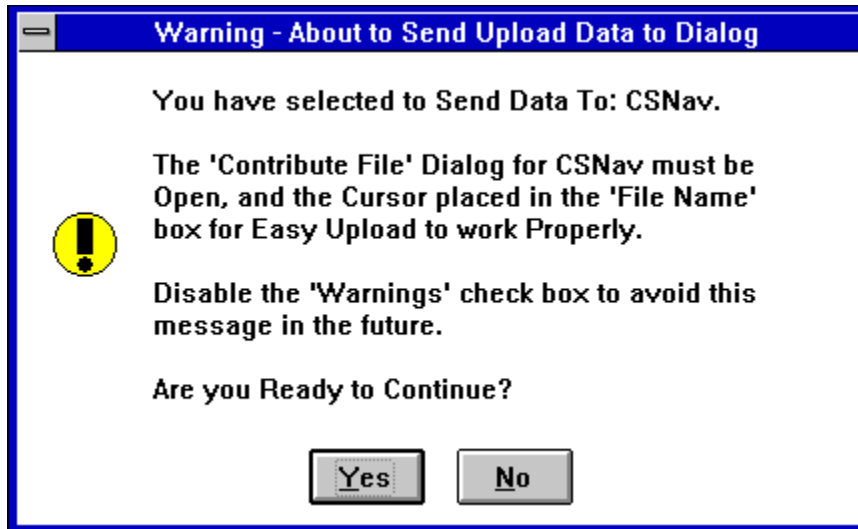 Warning - About to Send Upload Data to Dialog
You have selected to Send Data To: CSNav.
The 'Contribute File' Dialog for CSNav must be
Open, and the Cursor placed in the 'File Name'
box for Easy Upload to work Properly.
Disable the 'Warnings' check box to avoid this
message in the future.
Are you Ready to Continue?
Yes No